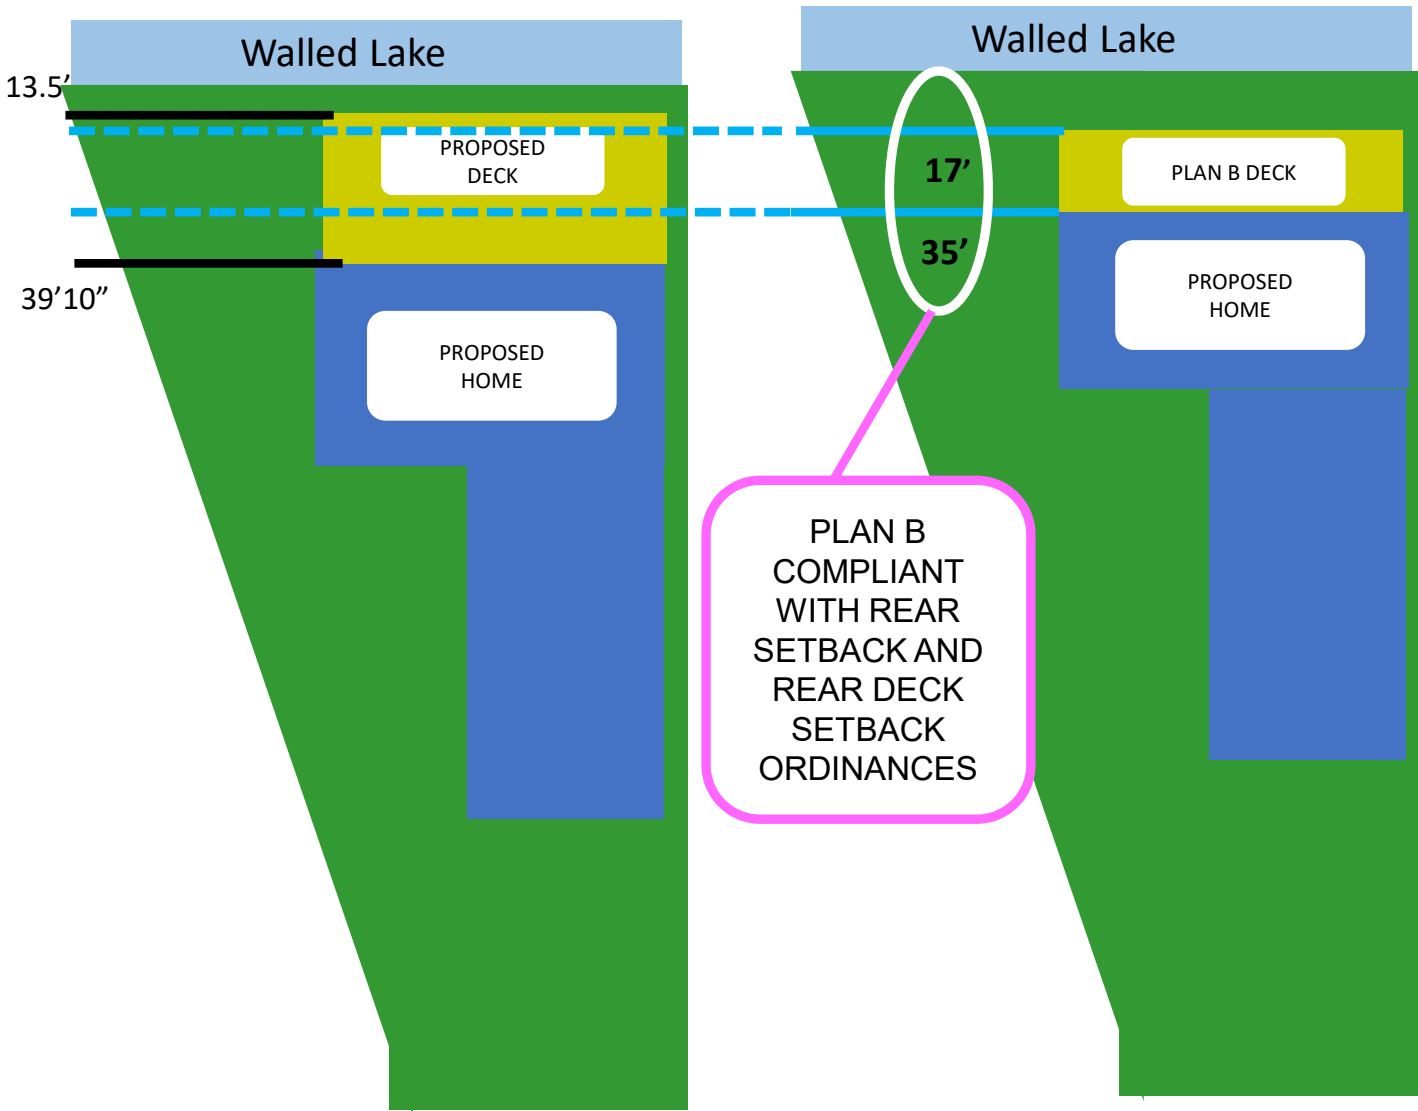 Walled Lake
13.5’
PROPOSED
DECK
39’10”
PROPOSED
HOME
Walled Lake
17’
35’
PLAN B DECK
PROPOSED
HOME
PLAN B
COMPLIANT
WITH REAR
SETBACK AND
REAR DECK
SETBACK
ORDINANCES